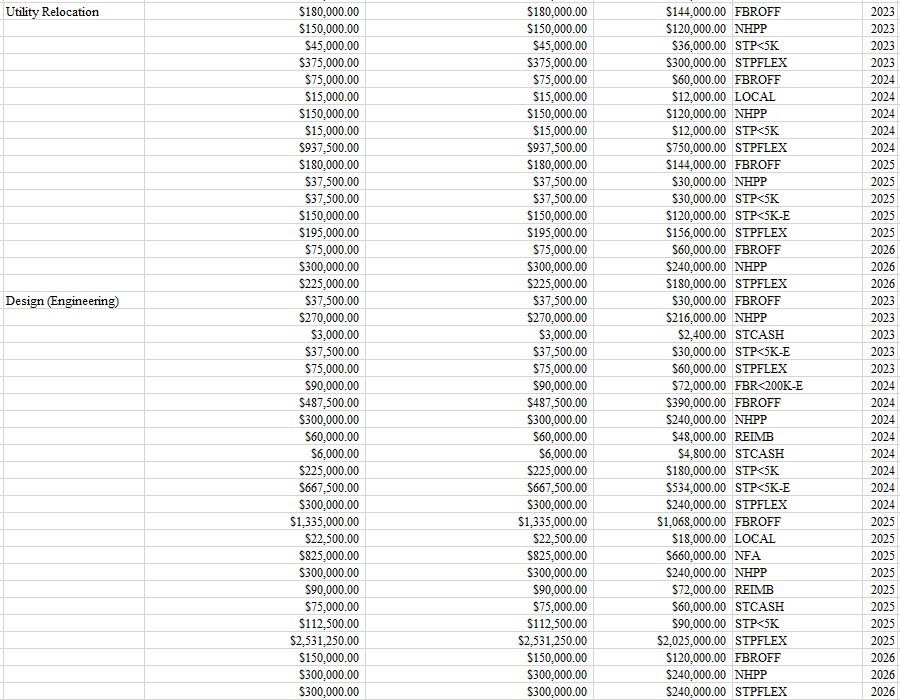 Utility Relocation $180,000.00 $180,000.00 $144,000.00 FBROFF 2023
$150,000.00 $150,000.00 $120,000.00 NHPP 2023
$45,000.00 $45,000.00 $36,000.00 STP<5K 2023
$375,000.00 $375,000.00 $300,000.00 STPFLEX 2023
$75,000.00 $75,000.00 $60,000.00 FBROFF 2024
$15,000.00 $15,000.00 $12,000.00 LOCAL 2024
$150,000.00 $150,000.00 $120,000.00 NHPP 2024
$15,000.00 $15,000.00 $12,000.00 STP<5K 2024
$937,500.00 $937,500.00 $750,000.00 STPFLEX 2024
$180,000.00 $180,000.00 $144,000.00 FBROFF 2025
$37,500.00 $37,500.00 $30,000.00 NHPP 2025
$37,500.00 $37,500.00 $30,000.00 STP<5K 2025
$150,000.00 $150,000.00 $120,000.00 STP<5K-E 2025
$195,000.00 $195,000.00 $156,000.00 STPFLEX 2025
$75,000.00 $75,000.00 $60,000.00 FBROFF 2026
$300,000.00 $300,000.00 $240,000.00 NHPP 2026
$225,000.00 $225,000.00 $180,000.00 STPFLEX 2026
Design (Engineering) $37,500.00 $37,500.00 $30,000.00 FBROFF 2023
$270,000.00 $270,000.00 $216,000.00 NHPP 2023
$3,000.00 $3,000.00 $2,400.00 STCASH 2023
$37,500.00 $37,500.00 $30,000.00 STP<5K-E 2023
$75,000.00 $75,000.00 $60,000.00 STPFLEX 2023
$90,000.00 $90,000.00 $72,000.00 FBR<200K-E 2024
$487,500.00 $487,500.00 $390,000.00 FBROFF 2024
$300,000.00 $300,000.00 $240,000.00 NHPP 2024
$60,000.00 $60,000.00 $48,000.00 REIMB 2024
$6,000.00 $6,000.00 $4,800.00 STCASH 2024
$225,000.00 $225,000.00 $180,000.00 STP<5K 2024
$667,500.00 $667,500.00 $534,000.00 STP<5K-E 2024
$300,000.00 $300,000.00 $240,000.00 STPFLEX 2024
$1,335,000.00 $1,335,000.00 $1,068,000.00 FBROFF 2025
$22,500.00 $22,500.00 $18,000.00 LOCAL 2025
$825,000.00 $825,000.00 $660,000.00 NFA 2025
$300,000.00 $300,000.00 $240,000.00 NHPP 2025
$90,000.00 $90,000.00 $72,000.00 REIMB 2025
$75,000.00 $75,000.00 $60,000.00 STCASH 2025
$112,500.00 $112,500.00 $90,000.00 STP<5K 2025
$2,531,250.00 $2,531,250.00 $2,025,000.00 STPFLEX 2025
$150,000.00 $150,000.00 $120,000.00 FBROFF 2026
$300,000.00 $300,000.00 $240,000.00 NHPP 2026
$300,000.00 $300,000.00 $240,000.00 STPFLEX 2026